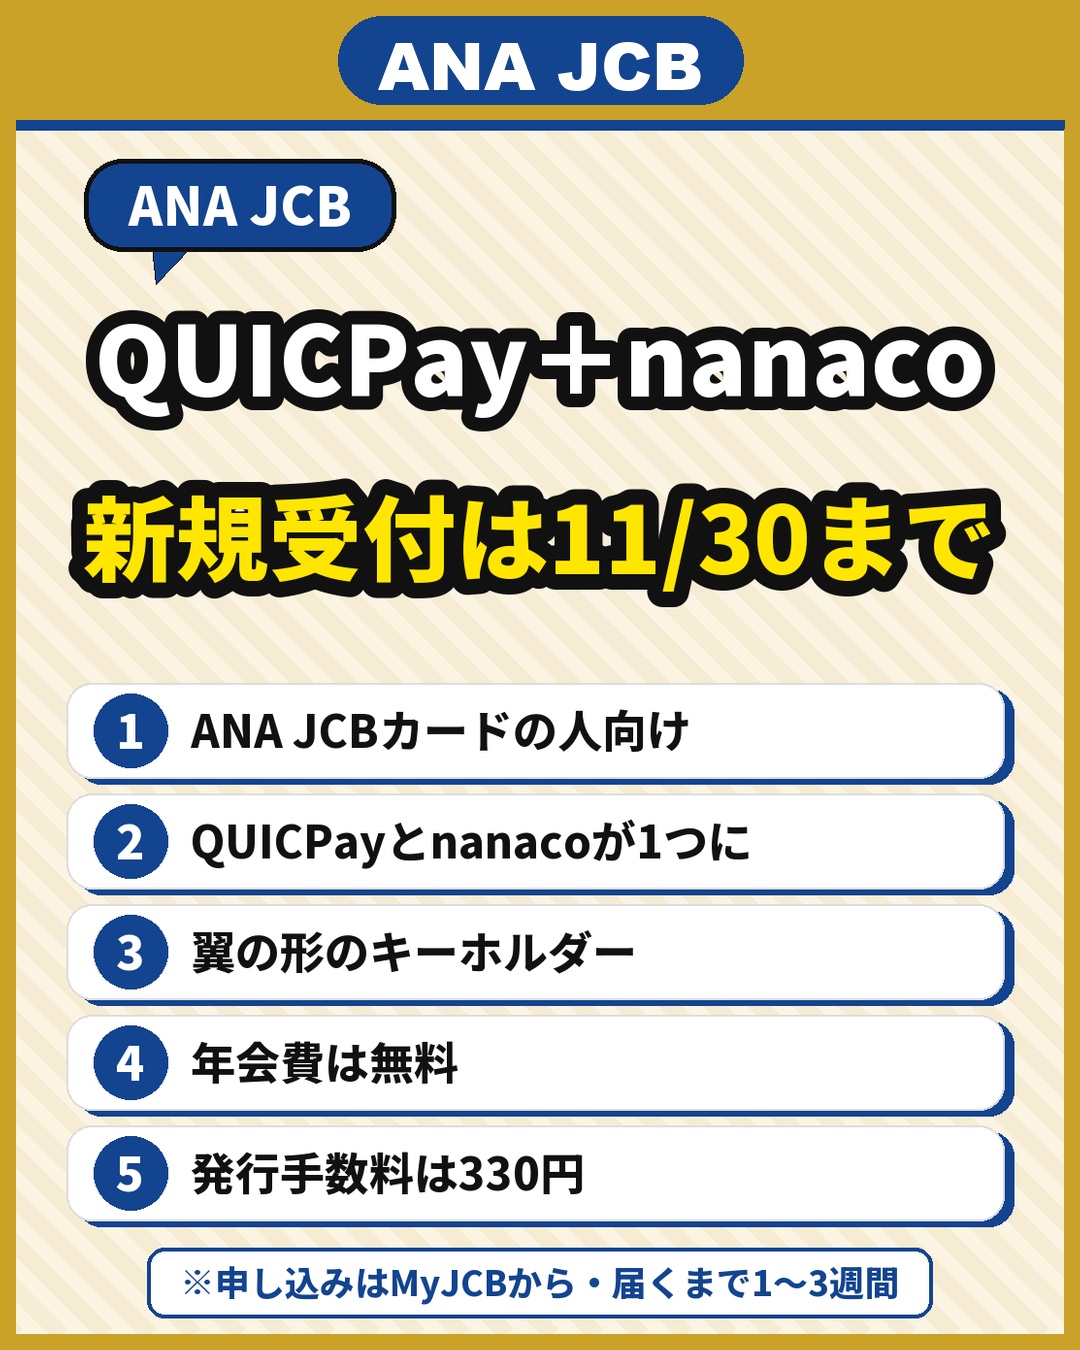 ANA JCB
ANA JCB
QUICPay＋nanaco
新規受付は11/30まで
1 ANA JCBカードの人向け
2 QUICPayとnanacoが1つに
3 翼の形のキーホルダー
4 年会費は無料
5 発行手数料は330円
※申し込みはMyJCBから・届くまで1〜3週間